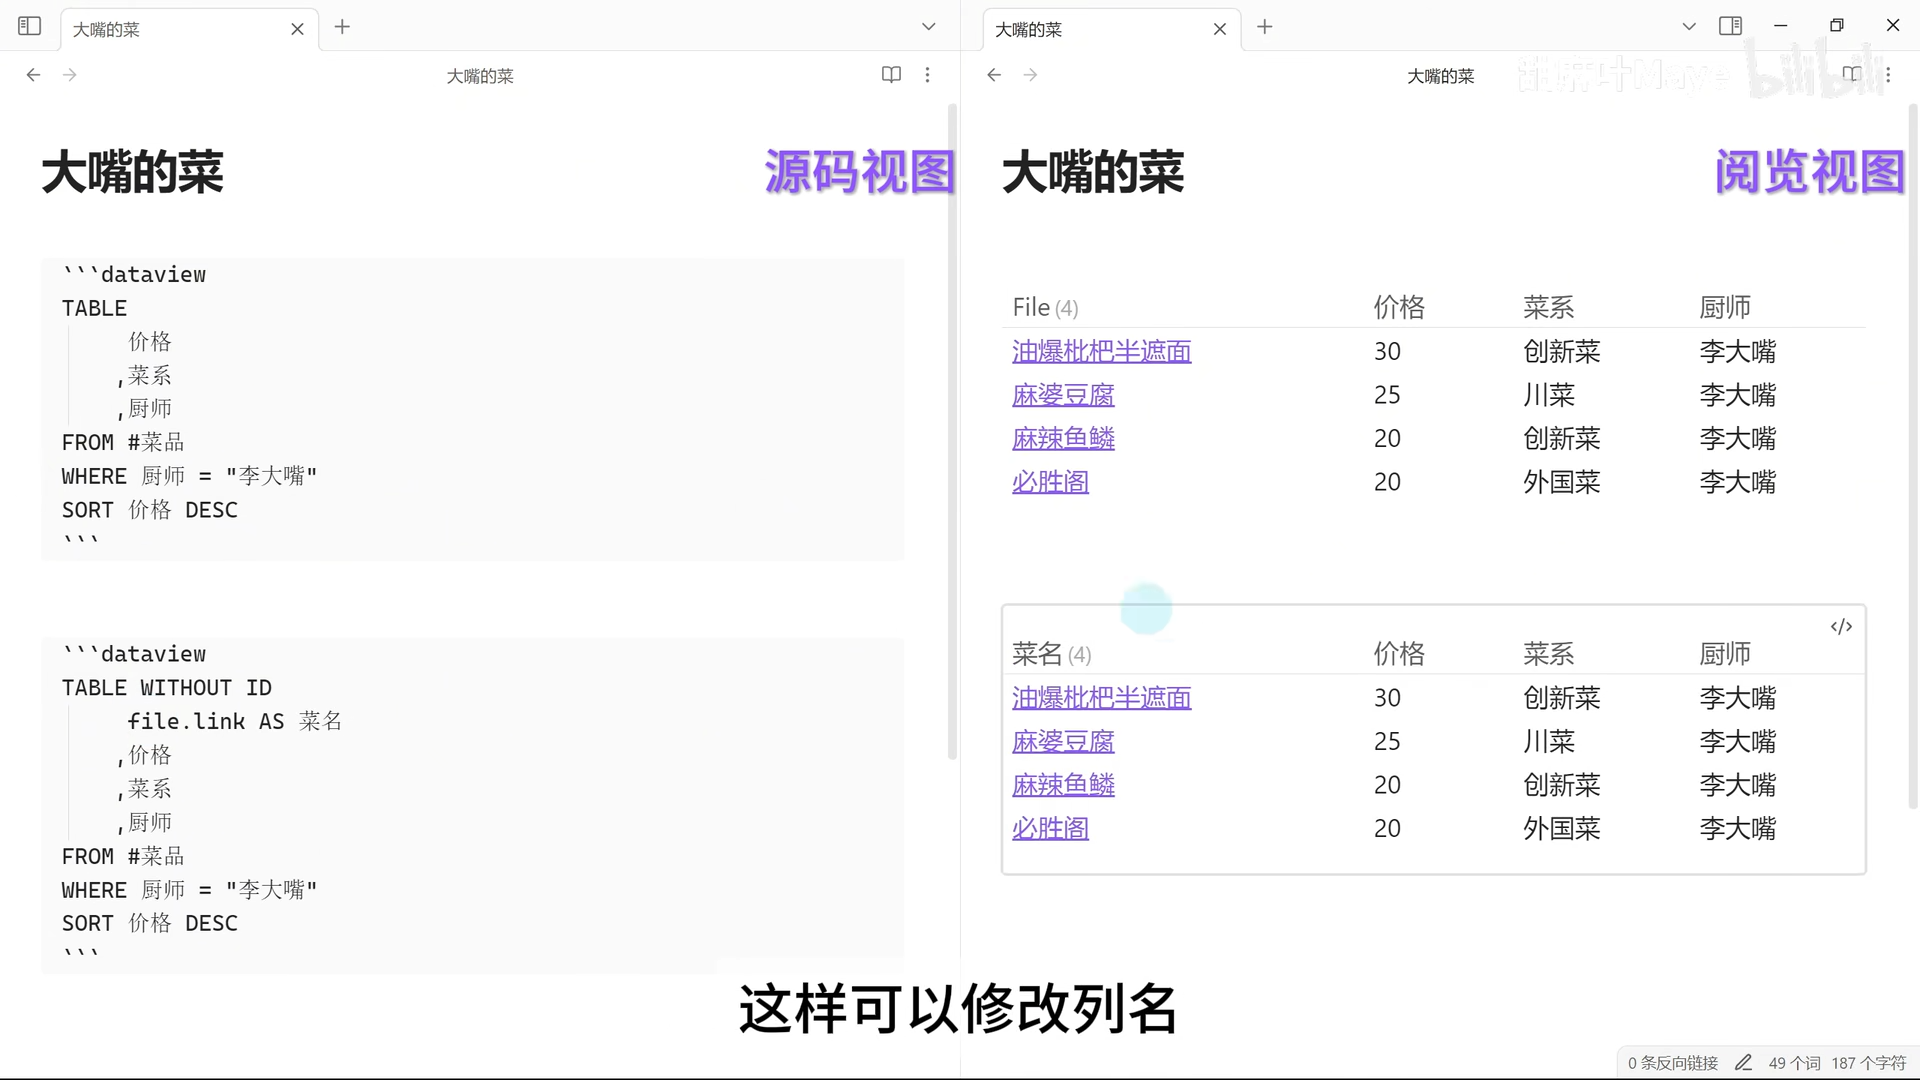 大嘴的菜
大嘴的菜
大嘴的菜
大嘴的菜
bilibili
大嘴的菜
源码视图
大嘴的菜
阅览视图
```dataview
TABLE
价格
,菜系
,厨师
FROM #菜品
WHERE 厨师 = "李大嘴"
SORT 价格 DESC
```
```dataview
TABLE WITHOUT ID
file.link AS 菜名
,价格
,菜系
,厨师
FROM #菜品
WHERE 厨师 = "李大嘴"
SORT 价格 DESC
```
File (4) 价格 菜系 厨师
油爆枇杷半遮面 30 创新菜 李大嘴
麻婆豆腐 25 川菜 李大嘴
麻辣鱼鳞 20 创新菜 李大嘴
必胜阁 20 外国菜 李大嘴
</>
菜名 (4) 价格 菜系 厨师
油爆枇杷半遮面 30 创新菜 李大嘴
麻婆豆腐 25 川菜 李大嘴
麻辣鱼鳞 20 创新菜 李大嘴
必胜阁 20 外国菜 李大嘴
这样可以修改列名
0 条反向链接 49 个词 187 个字符